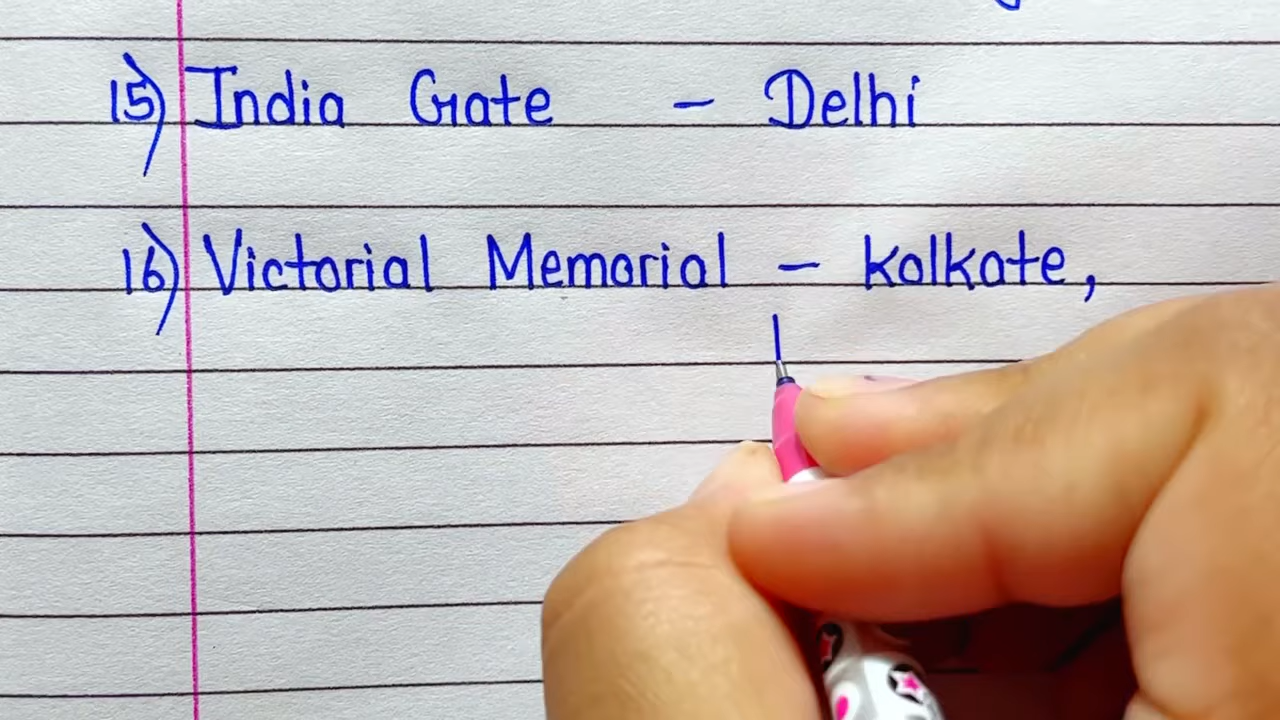 15) India Gate - Delhi
16) Victorial Memorial - Kolkate,